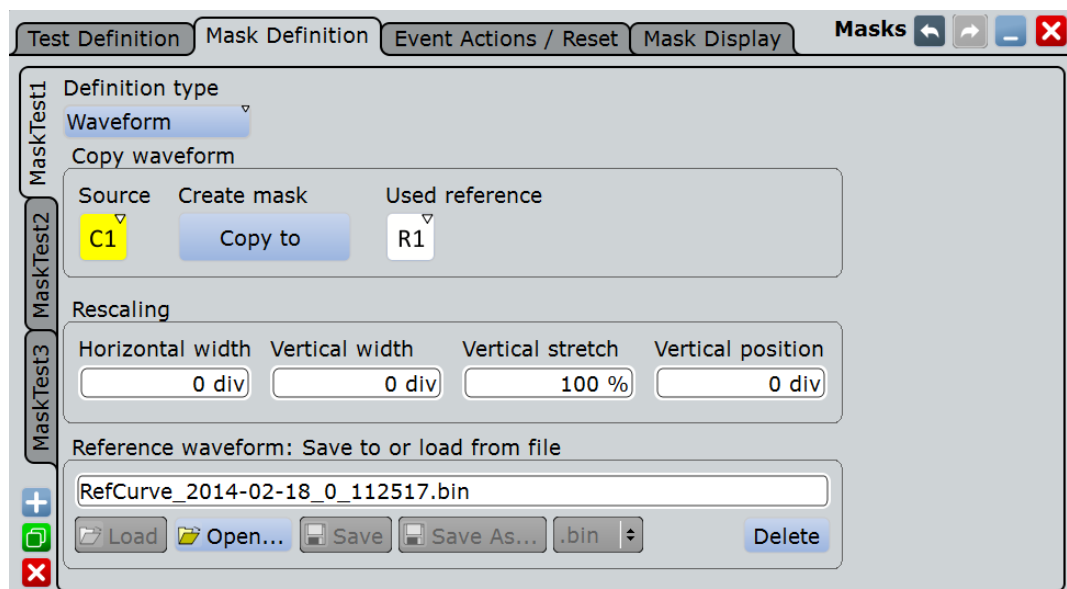 Test Definition Mask Definition Event Actions / Reset Mask Display Masks
MaskTest1
MaskTest2
MaskTest3
Definition type
Waveform
Copy waveform
Source Create mask Used reference
C1 Copy to R1
Rescaling
Horizontal width Vertical width Vertical stretch Vertical position
0 div 0 div 100 % 0 div
Reference waveform: Save to or load from file
RefCurve_2014-02-18_0_112517.bin
Load Open... Save Save As... .bin Delete